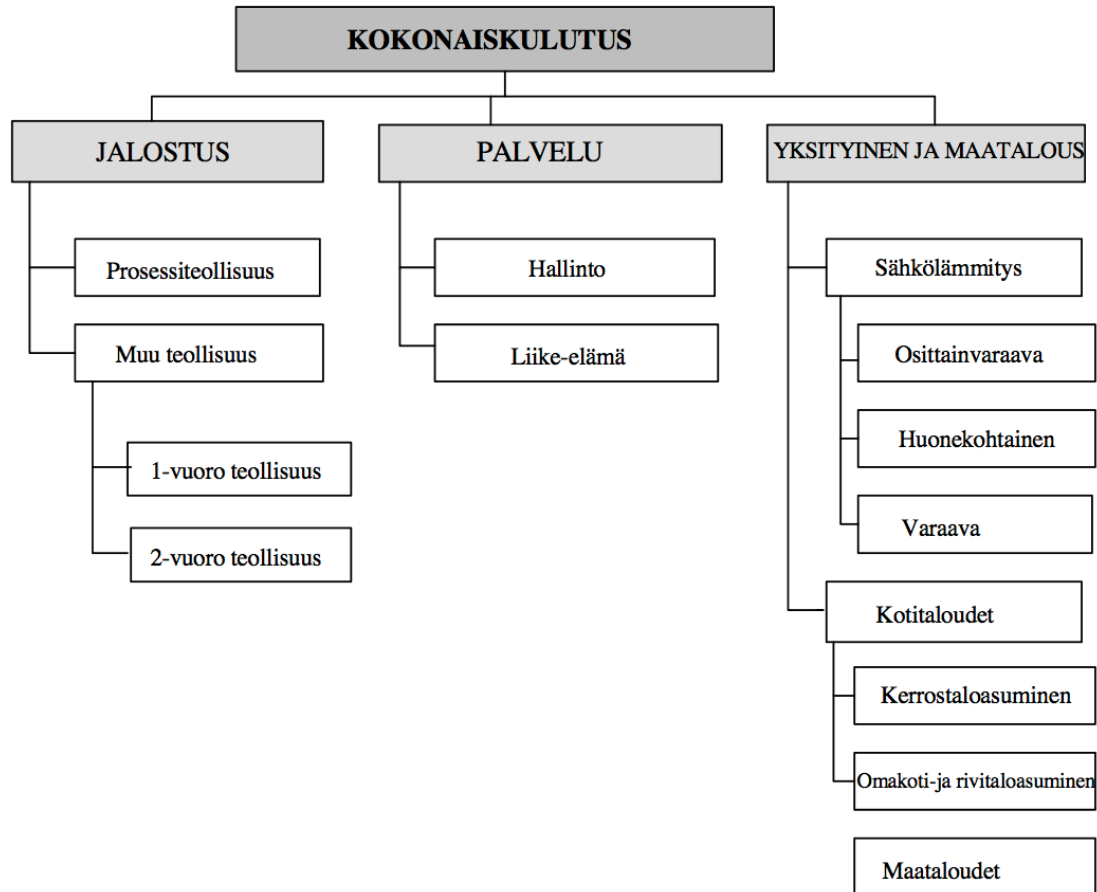 KOKONAISKULUTUS
JALOSTUS
Prosessiteollisuus
Muu teollisuus
1-vuoro teollisuus
2-vuoro teollisuus
PALVELU
Hallinto
Liike-elämä
YKSITYINEN JA MAATALOUS
Sähkölämmitys
Osittainvaraava
Huonekohtainen
Varaava
Kotitaloudet
Kerrostaloasuminen
Omakoti-ja rivitaloasuminen
Maataloudet